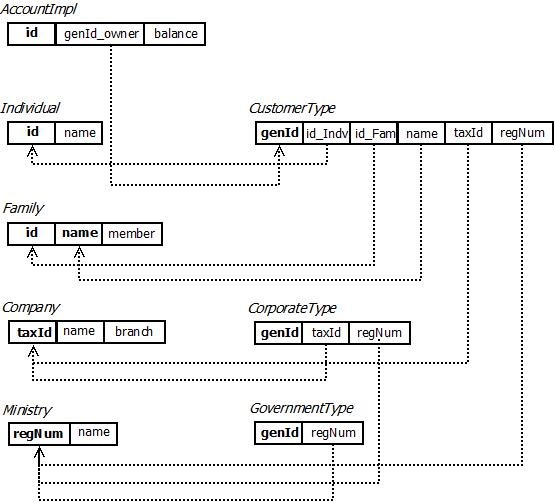 AccountImpl
id genId_owner balance
Individual CustomerType
id name genId id_Indv id_Fam name taxId regNum
Family
id name member
Company CorporateType
taxId name branch genId taxId regNum
Ministry GovernmentType
regNum name genId regNum